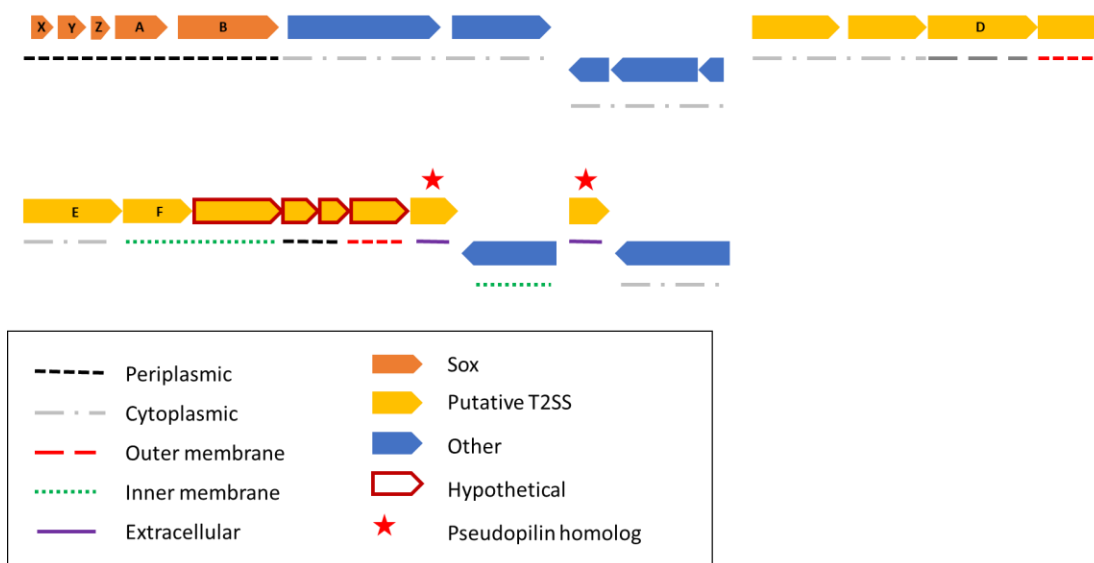 X Y Z A B D
E F
Periplasmic
Cytoplasmic
Outer membrane
Inner membrane
Extracellular
Sox
Putative T2SS
Other
Hypothetical
Pseudopilin homolog